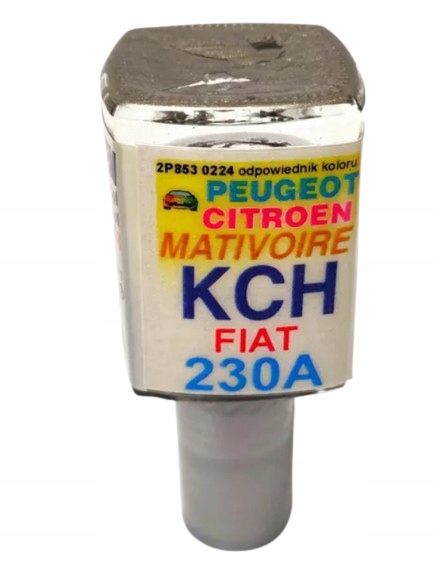 2P853 0224 odpowiednik koloru
PEUGEOT
CITROEN
MATIVOIRE
KCH
FIAT
230A